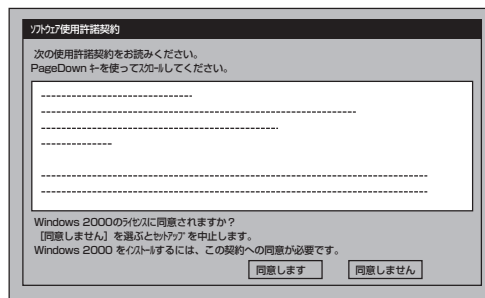 ｿﾌﾄｳｪｱ使用許諾契約
次の使用許諾契約をお読みください。
PageDown ｷｰを使ってｽｸﾛｰﾙしてください。
Windows 2000のﾗｲｾﾝｽに同意されますか？
［同意しません］を選ぶとｾｯﾄｱｯﾌﾟを中止します。
Windows 2000 をｲﾝｽﾄｰﾙするには、この契約への同意が必要です。
同意します　同意しません